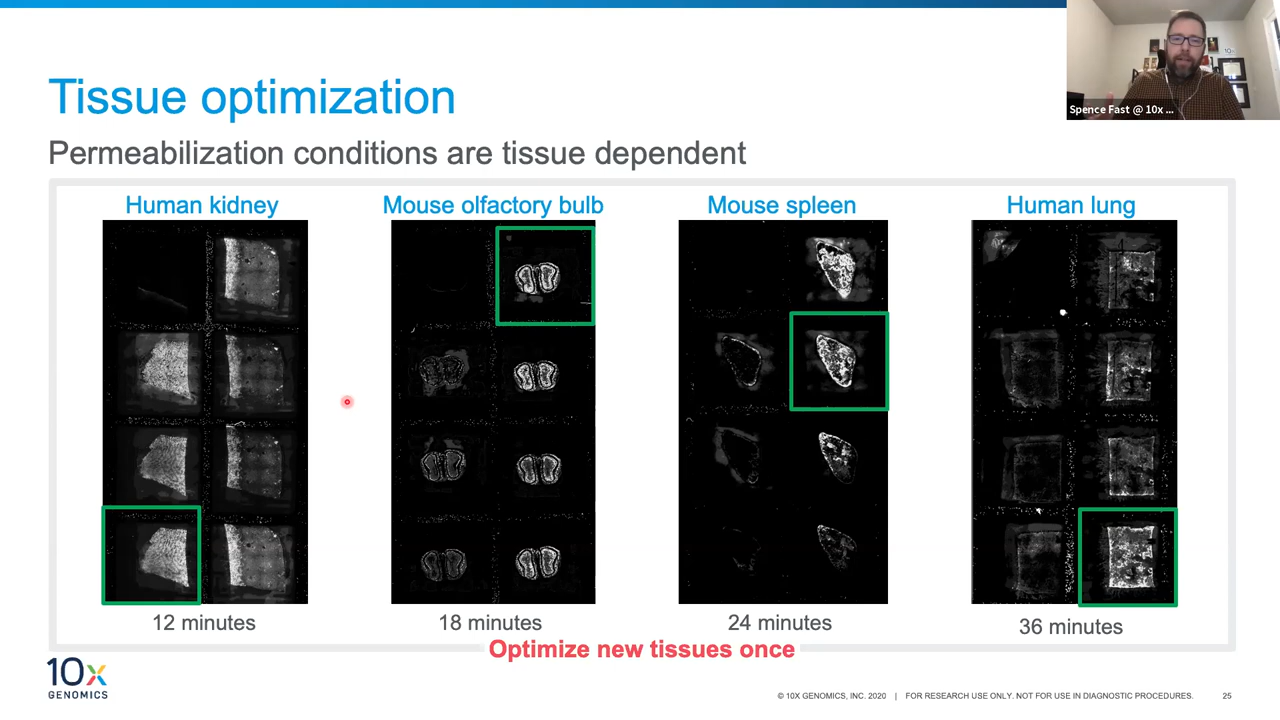 Tissue optimization
Spence Fast @ 10x ...
Permeabilization conditions are tissue dependent
Human kidney
Mouse olfactory bulb
Mouse spleen
Human lung
12 minutes
18 minutes
24 minutes
36 minutes
Optimize new tissues once
10x
GENOMICS
© 10X GENOMICS, INC. 2020 | FOR RESEARCH USE ONLY. NOT FOR USE IN DIAGNOSTIC PROCEDURES.
25